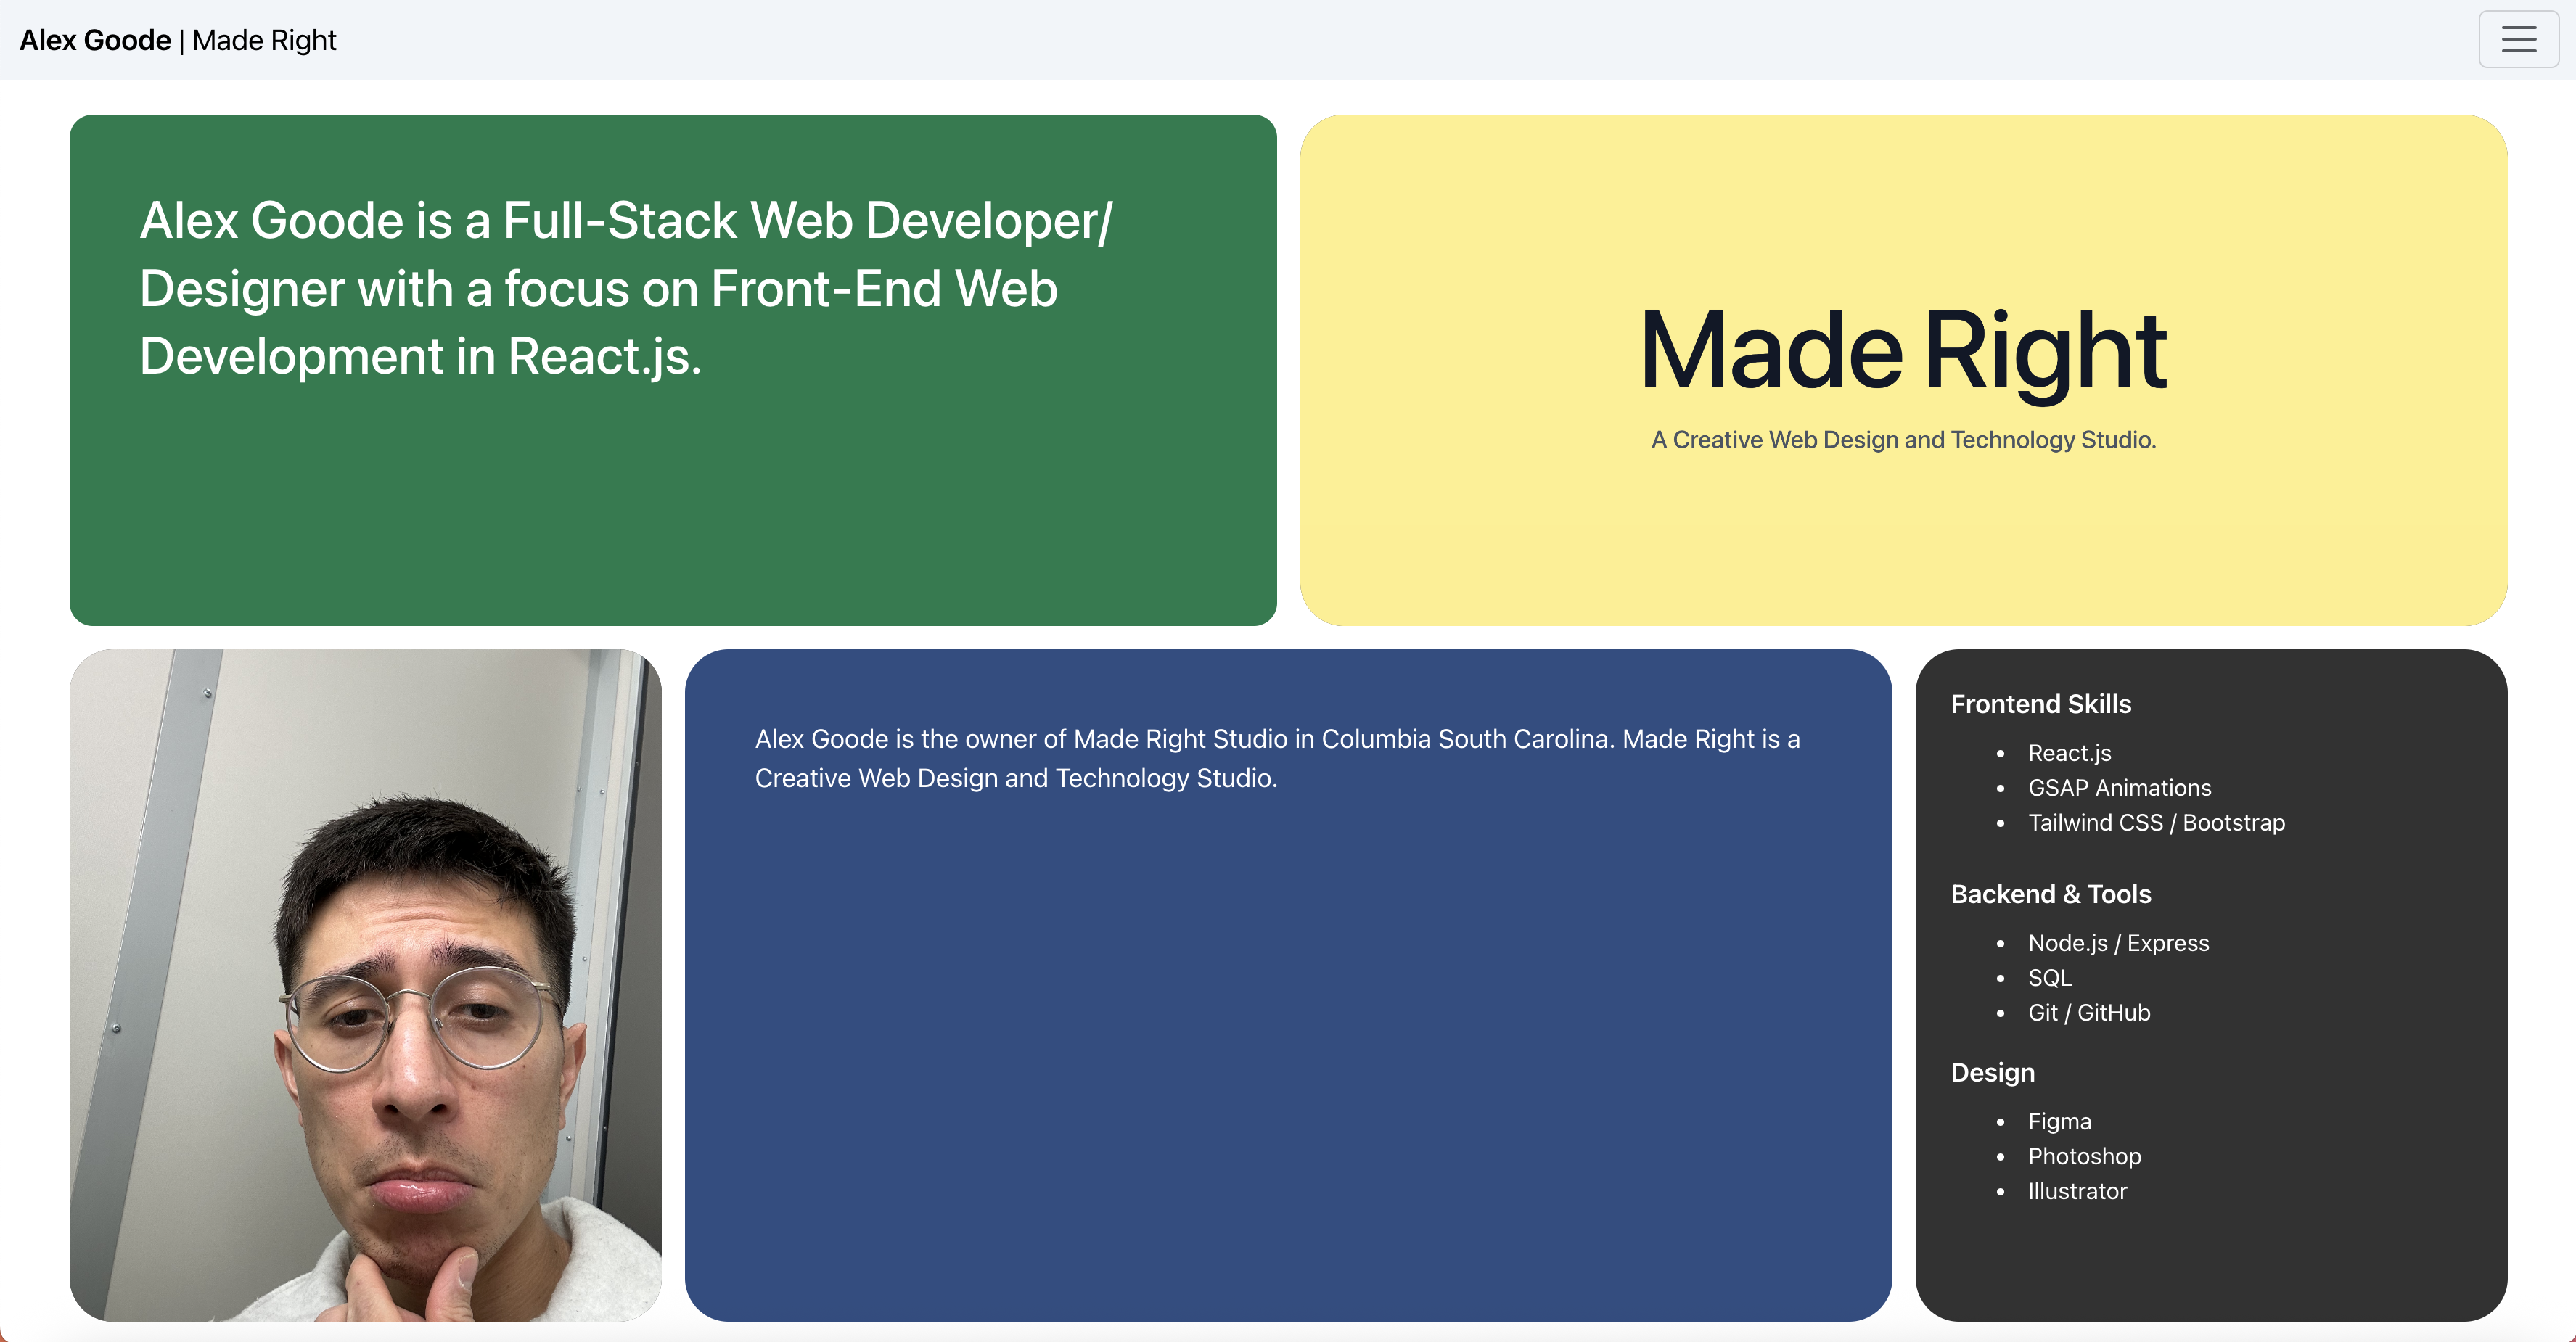 Alex Goode | Made Right
Alex Goode is a Full-Stack Web Developer/
Designer with a focus on Front-End Web
Development in React.js.
Made Right
A Creative Web Design and Technology Studio.
Alex Goode is the owner of Made Right Studio in Columbia South Carolina. Made Right is a
Creative Web Design and Technology Studio.
Frontend Skills
• React.js
• GSAP Animations
• Tailwind CSS / Bootstrap
Backend & Tools
• Node.js / Express
• SQL
• Git / GitHub
Design
• Figma
• Photoshop
• Illustrator